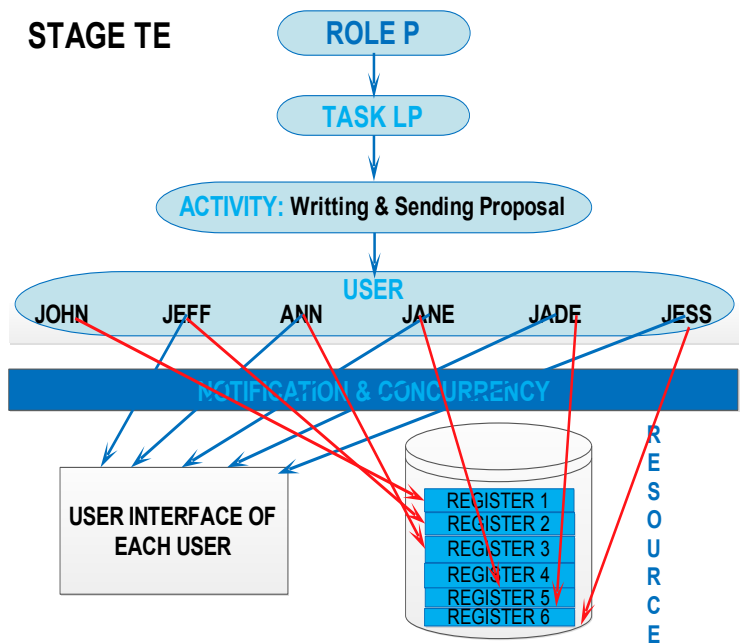 STAGE TE
ROLE P
TASK LP
ACTIVITY: Writting & Sending Proposal
USER
JOHN JEFF ANN JANE JADE JESS
NOTIFICATION & CONCURRENCY
USER INTERFACE OF
EACH USER
REGISTER 1
REGISTER 2
REGISTER 3
REGISTER 4
REGISTER 5
REGISTER 6
R
E
S
O
U
R
C
E